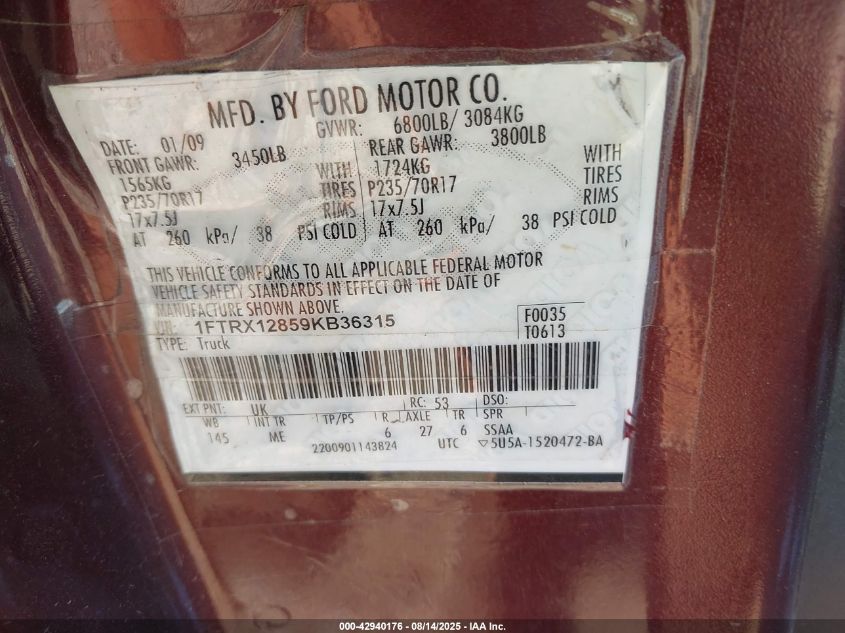 MFD. BY FORD MOTOR CO.
DATE: 01/09 GVWR: 6800LB/ 3084KG
FRONT GAWR: 3450LB REAR GAWR: 3800LB
1565KG WITH 1724KG WITH
P235/70R17 TIRES P235/70R17 TIRES
17x7.5J RIMS 17x7.5J RIMS
AT 260 kPa/ 38 PSI COLD AT 260 kPa/ 38 PSI COLD
THIS VEHICLE CONFORMS TO ALL APPLICABLE FEDERAL MOTOR
VEHICLE SAFETY STANDARDS IN EFFECT ON THE DATE OF
MANUFACTURE SHOWN ABOVE.
VIN: 1FTRX12859KB36315 F0035
TYPE: Truck T0613
EXT PNT: UK RC: 53 DSO:
WB INT TR TP/PS R AXLE TR SPR
145 ME 6 27 6 SSAA
2200901143824 UTC ▽5U5A-1520472-BA
000-42940176 - 08/14/2025 - IAA Inc.